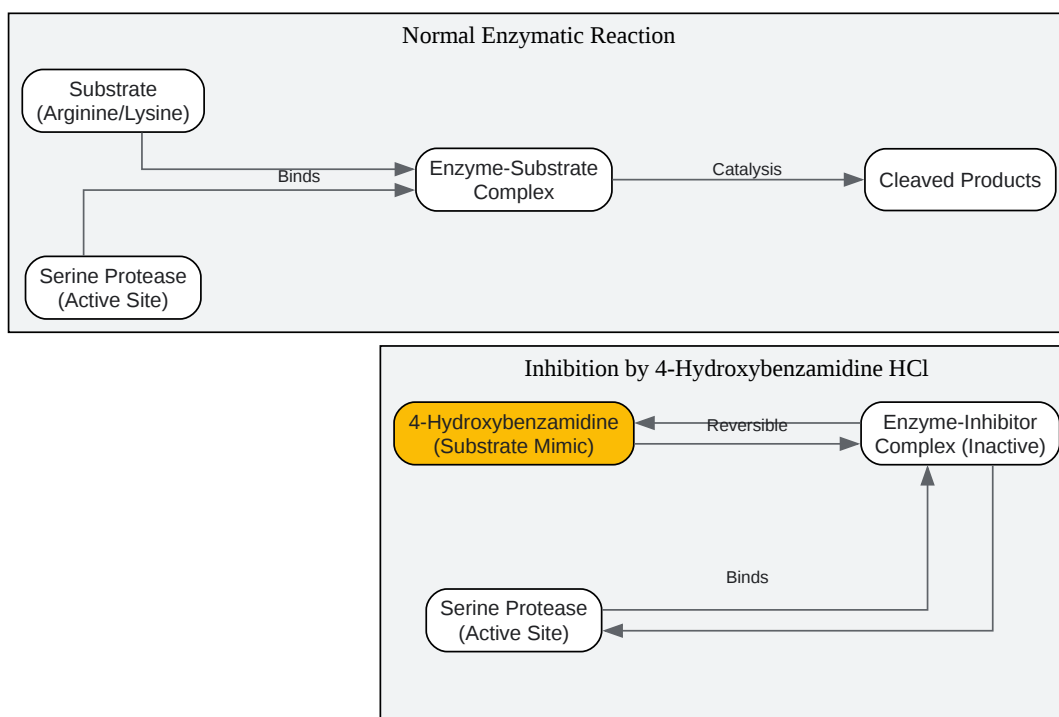 Normal Enzymatic Reaction
Substrate
(Arginine/Lysine)
Binds
Enzyme-Substrate
Complex
Catalysis
Cleaved Products
Serine Protease
(Active Site)
Inhibition by 4-Hydroxybenzamidine HCl
4-Hydroxybenzamidine
(Substrate Mimic)
Reversible
Enzyme-Inhibitor
Complex (Inactive)
Binds
Serine Protease
(Active Site)